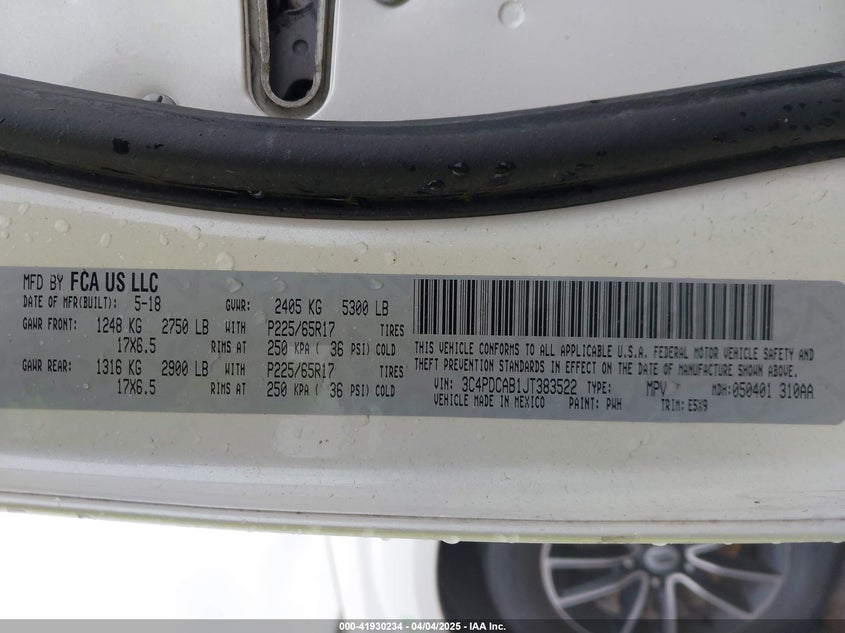 MFD BY FCA US LLC
DATE OF MFR(BUILT): 5-18 GVWR: 2405 KG 5300 LB
GAWR FRONT: 1248 KG 2750 LB WITH P225/65R17 TIRES
17X6.5 RIMS AT 250 KPA ( 36 PSI) COLD
GAWR REAR: 1316 KG 2900 LB WITH P225/65R17 TIRES
17X6.5 RIMS AT 250 KPA ( 36 PSI) COLD
THIS VEHICLE CONFORMS TO ALL APPLICABLE U.S.A. FEDERAL MOTOR VEHICLE SAFETY AND
THEFT PREVENTION STANDARDS IN EFFECT ON THE DATE OF MANUFACTURE SHOWN ABOVE.
VIN: 3C4PDCAB1JT383522 TYPE: MPV MDH:050401 310AA
VEHICLE MADE IN MEXICO PAINT: PWH TRIM: E5X9
000-41930234 - 04/04/2025 - IAA Inc.